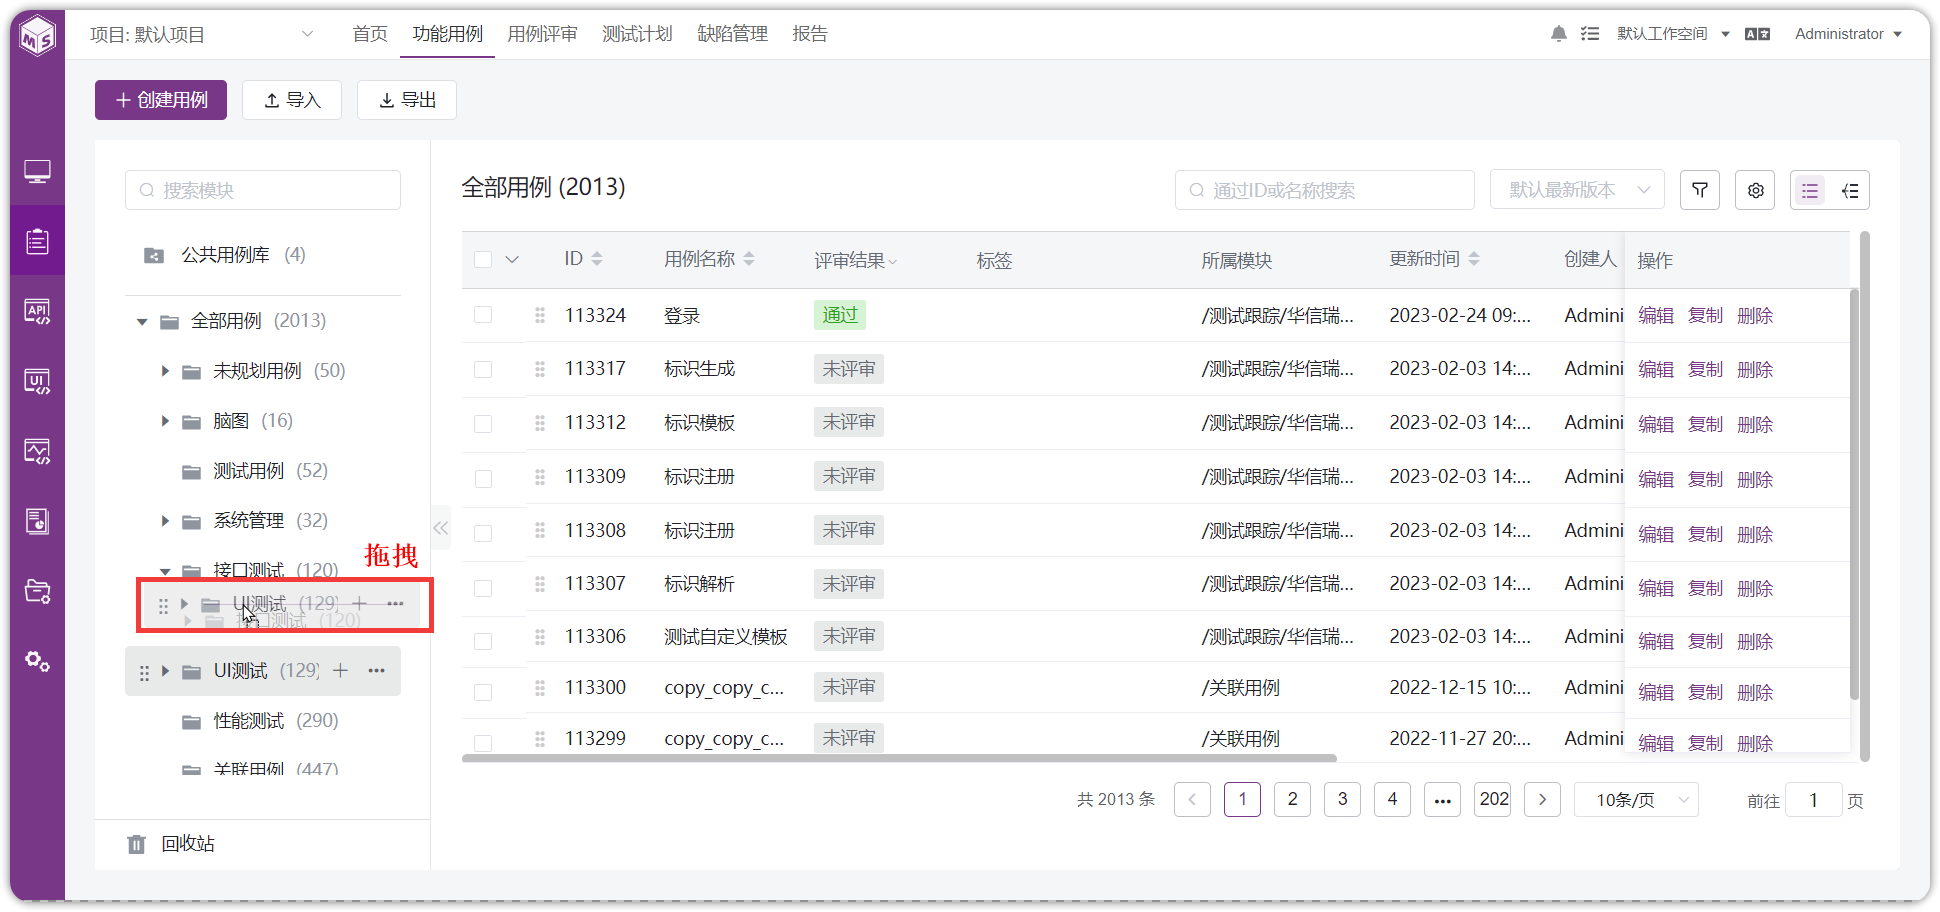 项目: 默认项目
首页
功能用例
用例评审
测试计划
缺陷管理
报告
默认工作空间
Administrator
创建用例
导入
导出
搜索模块
公共用例库 (4)
全部用例 (2013)
未规划用例 (50)
脑图 (16)
测试用例 (52)
系统管理 (32)
拖拽
接口测试 (120)
UI测试 (129)
接口测试 (120)
UI测试 (129)
性能测试 (290)
关联用例 (447)
回收站
API
UI
全部用例 (2013)
通过ID或名称搜索
默认最新版本
ID 用例名称 评审结果 标签 所属模块 更新时间 创建人 操作
113324 登录 通过 /测试跟踪/华信瑞... 2023-02-24 09:... Admini 编辑 复制 删除
113317 标识生成 未评审 /测试跟踪/华信瑞... 2023-02-03 14:... Admini 编辑 复制 删除
113312 标识模板 未评审 /测试跟踪/华信瑞... 2023-02-03 14:... Admini 编辑 复制 删除
113309 标识注册 未评审 /测试跟踪/华信瑞... 2023-02-03 14:... Admini 编辑 复制 删除
113308 标识注册 未评审 /测试跟踪/华信瑞... 2023-02-03 14:... Admini 编辑 复制 删除
113307 标识解析 未评审 /测试跟踪/华信瑞... 2023-02-03 14:... Admini 编辑 复制 删除
113306 测试自定义模板 未评审 /测试跟踪/华信瑞... 2023-02-03 14:... Admini 编辑 复制 删除
113300 copy_copy_c... 未评审 /关联用例 2022-12-15 10:... Admini 编辑 复制 删除
113299 copy_copy_c... 未评审 /关联用例 2022-11-27 20:... Admini 编辑 复制 删除
共 2013 条 1 2 3 4 ••• 202 10条/页 前往 1 页